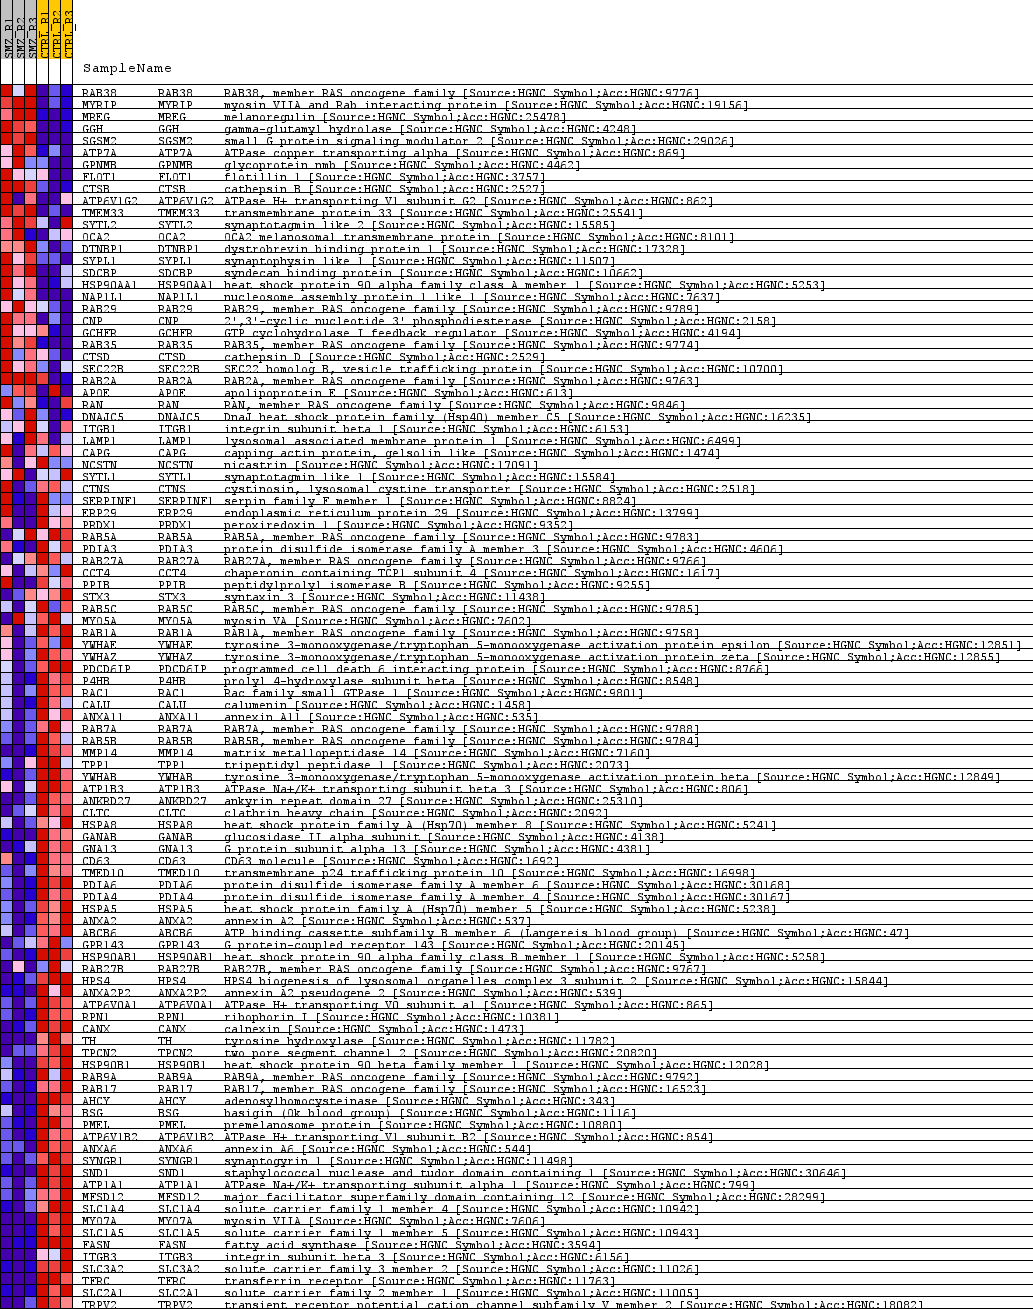 SMZ_R1
SMZ_R2
SMZ_R3
CTRL_R1
CTRL_R2
CTRL_R3
SampleName
RAB38 RAB38 RAB38, member RAS oncogene family [Source:HGNC Symbol;Acc:HGNC:9776]
MYRIP MYRIP myosin VIIA and Rab interacting protein [Source:HGNC Symbol;Acc:HGNC:19156]
MREG MREG melanoregulin [Source:HGNC Symbol;Acc:HGNC:25478]
GGH GGH gamma-glutamyl hydrolase [Source:HGNC Symbol;Acc:HGNC:4248]
SGSM2 SGSM2 small G protein signaling modulator 2 [Source:HGNC Symbol;Acc:HGNC:29026]
ATP7A ATP7A ATPase copper transporting alpha [Source:HGNC Symbol;Acc:HGNC:869]
GPNMB GPNMB glycoprotein nmb [Source:HGNC Symbol;Acc:HGNC:4462]
FLOT1 FLOT1 flotillin 1 [Source:HGNC Symbol;Acc:HGNC:3757]
CTSB CTSB cathepsin B [Source:HGNC Symbol;Acc:HGNC:2527]
ATP6V1G2 ATP6V1G2 ATPase H+ transporting V1 subunit G2 [Source:HGNC Symbol;Acc:HGNC:862]
TMEM33 TMEM33 transmembrane protein 33 [Source:HGNC Symbol;Acc:HGNC:25541]
SYTL2 SYTL2 synaptotagmin like 2 [Source:HGNC Symbol;Acc:HGNC:15585]
OCA2 OCA2 OCA2 melanosomal transmembrane protein [Source:HGNC Symbol;Acc:HGNC:8101]
DTNBP1 DTNBP1 dystrobrevin binding protein 1 [Source:HGNC Symbol;Acc:HGNC:17328]
SYPL1 SYPL1 synaptophysin like 1 [Source:HGNC Symbol;Acc:HGNC:11507]
SDCBP SDCBP syndecan binding protein [Source:HGNC Symbol;Acc:HGNC:10662]
HSP90AA1 HSP90AA1 heat shock protein 90 alpha family class A member 1 [Source:HGNC Symbol;Acc:HGNC:5253]
NAP1L1 NAP1L1 nucleosome assembly protein 1 like 1 [Source:HGNC Symbol;Acc:HGNC:7637]
RAB29 RAB29 RAB29, member RAS oncogene family [Source:HGNC Symbol;Acc:HGNC:9789]
CNP CNP 2',3'-cyclic nucleotide 3' phosphodiesterase [Source:HGNC Symbol;Acc:HGNC:2158]
GCHFR GCHFR GTP cyclohydrolase I feedback regulator [Source:HGNC Symbol;Acc:HGNC:4194]
RAB35 RAB35 RAB35, member RAS oncogene family [Source:HGNC Symbol;Acc:HGNC:9774]
CTSD CTSD cathepsin D [Source:HGNC Symbol;Acc:HGNC:2529]
SEC22B SEC22B SEC22 homolog B, vesicle trafficking protein [Source:HGNC Symbol;Acc:HGNC:10700]
RAB2A RAB2A RAB2A, member RAS oncogene family [Source:HGNC Symbol;Acc:HGNC:9763]
APOE APOE apolipoprotein E [Source:HGNC Symbol;Acc:HGNC:613]
RAN RAN RAN, member RAS oncogene family [Source:HGNC Symbol;Acc:HGNC:9846]
DNAJC5 DNAJC5 DnaJ heat shock protein family (Hsp40) member C5 [Source:HGNC Symbol;Acc:HGNC:16235]
ITGB1 ITGB1 integrin subunit beta 1 [Source:HGNC Symbol;Acc:HGNC:6153]
LAMP1 LAMP1 lysosomal associated membrane protein 1 [Source:HGNC Symbol;Acc:HGNC:6499]
CAPG CAPG capping actin protein, gelsolin like [Source:HGNC Symbol;Acc:HGNC:1474]
NCSTN NCSTN nicastrin [Source:HGNC Symbol;Acc:HGNC:17091]
SYTL1 SYTL1 synaptotagmin like 1 [Source:HGNC Symbol;Acc:HGNC:15584]
CTNS CTNS cystinosin, lysosomal cystine transporter [Source:HGNC Symbol;Acc:HGNC:2518]
SERPINF1 SERPINF1 serpin family F member 1 [Source:HGNC Symbol;Acc:HGNC:8824]
ERP29 ERP29 endoplasmic reticulum protein 29 [Source:HGNC Symbol;Acc:HGNC:13799]
PRDX1 PRDX1 peroxiredoxin 1 [Source:HGNC Symbol;Acc:HGNC:9352]
RAB5A RAB5A RAB5A, member RAS oncogene family [Source:HGNC Symbol;Acc:HGNC:9783]
PDIA3 PDIA3 protein disulfide isomerase family A member 3 [Source:HGNC Symbol;Acc:HGNC:4606]
RAB27A RAB27A RAB27A, member RAS oncogene family [Source:HGNC Symbol;Acc:HGNC:9766]
CCT4 CCT4 chaperonin containing TCP1 subunit 4 [Source:HGNC Symbol;Acc:HGNC:1617]
PPIB PPIB peptidylprolyl isomerase B [Source:HGNC Symbol;Acc:HGNC:9255]
STX3 STX3 syntaxin 3 [Source:HGNC Symbol;Acc:HGNC:11438]
RAB5C RAB5C RAB5C, member RAS oncogene family [Source:HGNC Symbol;Acc:HGNC:9785]
MYO5A MYO5A myosin VA [Source:HGNC Symbol;Acc:HGNC:7602]
RAB1A RAB1A RAB1A, member RAS oncogene family [Source:HGNC Symbol;Acc:HGNC:9758]
YWHAE YWHAE tyrosine 3-monooxygenase/tryptophan 5-monooxygenase activation protein epsilon [Source:HGNC Symbol;Acc:HGNC:12851]
YWHAZ YWHAZ tyrosine 3-monooxygenase/tryptophan 5-monooxygenase activation protein zeta [Source:HGNC Symbol;Acc:HGNC:12855]
PDCD6IP PDCD6IP programmed cell death 6 interacting protein [Source:HGNC Symbol;Acc:HGNC:8766]
P4HB P4HB prolyl 4-hydroxylase subunit beta [Source:HGNC Symbol;Acc:HGNC:8548]
RAC1 RAC1 Rac family small GTPase 1 [Source:HGNC Symbol;Acc:HGNC:9801]
CALU CALU calumenin [Source:HGNC Symbol;Acc:HGNC:1458]
ANXA11 ANXA11 annexin A11 [Source:HGNC Symbol;Acc:HGNC:535]
RAB7A RAB7A RAB7A, member RAS oncogene family [Source:HGNC Symbol;Acc:HGNC:9788]
RAB5B RAB5B RAB5B, member RAS oncogene family [Source:HGNC Symbol;Acc:HGNC:9784]
MMP14 MMP14 matrix metallopeptidase 14 [Source:HGNC Symbol;Acc:HGNC:7160]
TPP1 TPP1 tripeptidyl peptidase 1 [Source:HGNC Symbol;Acc:HGNC:2073]
YWHAB YWHAB tyrosine 3-monooxygenase/tryptophan 5-monooxygenase activation protein beta [Source:HGNC Symbol;Acc:HGNC:12849]
ATP1B3 ATP1B3 ATPase Na+/K+ transporting subunit beta 3 [Source:HGNC Symbol;Acc:HGNC:806]
ANKRD27 ANKRD27 ankyrin repeat domain 27 [Source:HGNC Symbol;Acc:HGNC:25310]
CLTC CLTC clathrin heavy chain [Source:HGNC Symbol;Acc:HGNC:2092]
HSPA8 HSPA8 heat shock protein family A (Hsp70) member 8 [Source:HGNC Symbol;Acc:HGNC:5241]
GANAB GANAB glucosidase II alpha subunit [Source:HGNC Symbol;Acc:HGNC:4138]
GNA13 GNA13 G protein subunit alpha 13 [Source:HGNC Symbol;Acc:HGNC:4381]
CD63 CD63 CD63 molecule [Source:HGNC Symbol;Acc:HGNC:1692]
TMED10 TMED10 transmembrane p24 trafficking protein 10 [Source:HGNC Symbol;Acc:HGNC:16998]
PDIA6 PDIA6 protein disulfide isomerase family A member 6 [Source:HGNC Symbol;Acc:HGNC:30168]
PDIA4 PDIA4 protein disulfide isomerase family A member 4 [Source:HGNC Symbol;Acc:HGNC:30167]
HSPA5 HSPA5 heat shock protein family A (Hsp70) member 5 [Source:HGNC Symbol;Acc:HGNC:5238]
ANXA2 ANXA2 annexin A2 [Source:HGNC Symbol;Acc:HGNC:537]
ABCB6 ABCB6 ATP binding cassette subfamily B member 6 (Langereis blood group) [Source:HGNC Symbol;Acc:HGNC:47]
GPR143 GPR143 G protein-coupled receptor 143 [Source:HGNC Symbol;Acc:HGNC:20145]
HSP90AB1 HSP90AB1 heat shock protein 90 alpha family class B member 1 [Source:HGNC Symbol;Acc:HGNC:5258]
RAB27B RAB27B RAB27B, member RAS oncogene family [Source:HGNC Symbol;Acc:HGNC:9767]
HPS4 HPS4 HPS4 biogenesis of lysosomal organelles complex 3 subunit 2 [Source:HGNC Symbol;Acc:HGNC:15844]
ANXA2P2 ANXA2P2 annexin A2 pseudogene 2 [Source:HGNC Symbol;Acc:HGNC:539]
ATP6V0A1 ATP6V0A1 ATPase H+ transporting V0 subunit a1 [Source:HGNC Symbol;Acc:HGNC:865]
RPN1 RPN1 ribophorin I [Source:HGNC Symbol;Acc:HGNC:10381]
CANX CANX calnexin [Source:HGNC Symbol;Acc:HGNC:1473]
TH TH tyrosine hydroxylase [Source:HGNC Symbol;Acc:HGNC:11782]
TPCN2 TPCN2 two pore segment channel 2 [Source:HGNC Symbol;Acc:HGNC:20820]
HSP90B1 HSP90B1 heat shock protein 90 beta family member 1 [Source:HGNC Symbol;Acc:HGNC:12028]
RAB9A RAB9A RAB9A, member RAS oncogene family [Source:HGNC Symbol;Acc:HGNC:9792]
RAB17 RAB17 RAB17, member RAS oncogene family [Source:HGNC Symbol;Acc:HGNC:16523]
AHCY AHCY adenosylhomocysteinase [Source:HGNC Symbol;Acc:HGNC:343]
BSG BSG basigin (Ok blood group) [Source:HGNC Symbol;Acc:HGNC:1116]
PMEL PMEL premelanosome protein [Source:HGNC Symbol;Acc:HGNC:10880]
ATP6V1B2 ATP6V1B2 ATPase H+ transporting V1 subunit B2 [Source:HGNC Symbol;Acc:HGNC:854]
ANXA6 ANXA6 annexin A6 [Source:HGNC Symbol;Acc:HGNC:544]
SYNGR1 SYNGR1 synaptogyrin 1 [Source:HGNC Symbol;Acc:HGNC:11498]
SND1 SND1 staphylococcal nuclease and tudor domain containing 1 [Source:HGNC Symbol;Acc:HGNC:30646]
ATP1A1 ATP1A1 ATPase Na+/K+ transporting subunit alpha 1 [Source:HGNC Symbol;Acc:HGNC:799]
MFSD12 MFSD12 major facilitator superfamily domain containing 12 [Source:HGNC Symbol;Acc:HGNC:28299]
SLC1A4 SLC1A4 solute carrier family 1 member 4 [Source:HGNC Symbol;Acc:HGNC:10942]
MYO7A MYO7A myosin VIIA [Source:HGNC Symbol;Acc:HGNC:7606]
SLC1A5 SLC1A5 solute carrier family 1 member 5 [Source:HGNC Symbol;Acc:HGNC:10943]
FASN FASN fatty acid synthase [Source:HGNC Symbol;Acc:HGNC:3594]
ITGB3 ITGB3 integrin subunit beta 3 [Source:HGNC Symbol;Acc:HGNC:6156]
SLC3A2 SLC3A2 solute carrier family 3 member 2 [Source:HGNC Symbol;Acc:HGNC:11026]
TFRC TFRC transferrin receptor [Source:HGNC Symbol;Acc:HGNC:11763]
SLC2A1 SLC2A1 solute carrier family 2 member 1 [Source:HGNC Symbol;Acc:HGNC:11005]
TRPV2 TRPV2 transient receptor potential cation channel subfamily V member 2 [Source:HGNC Symbol;Acc:HGNC:18082]